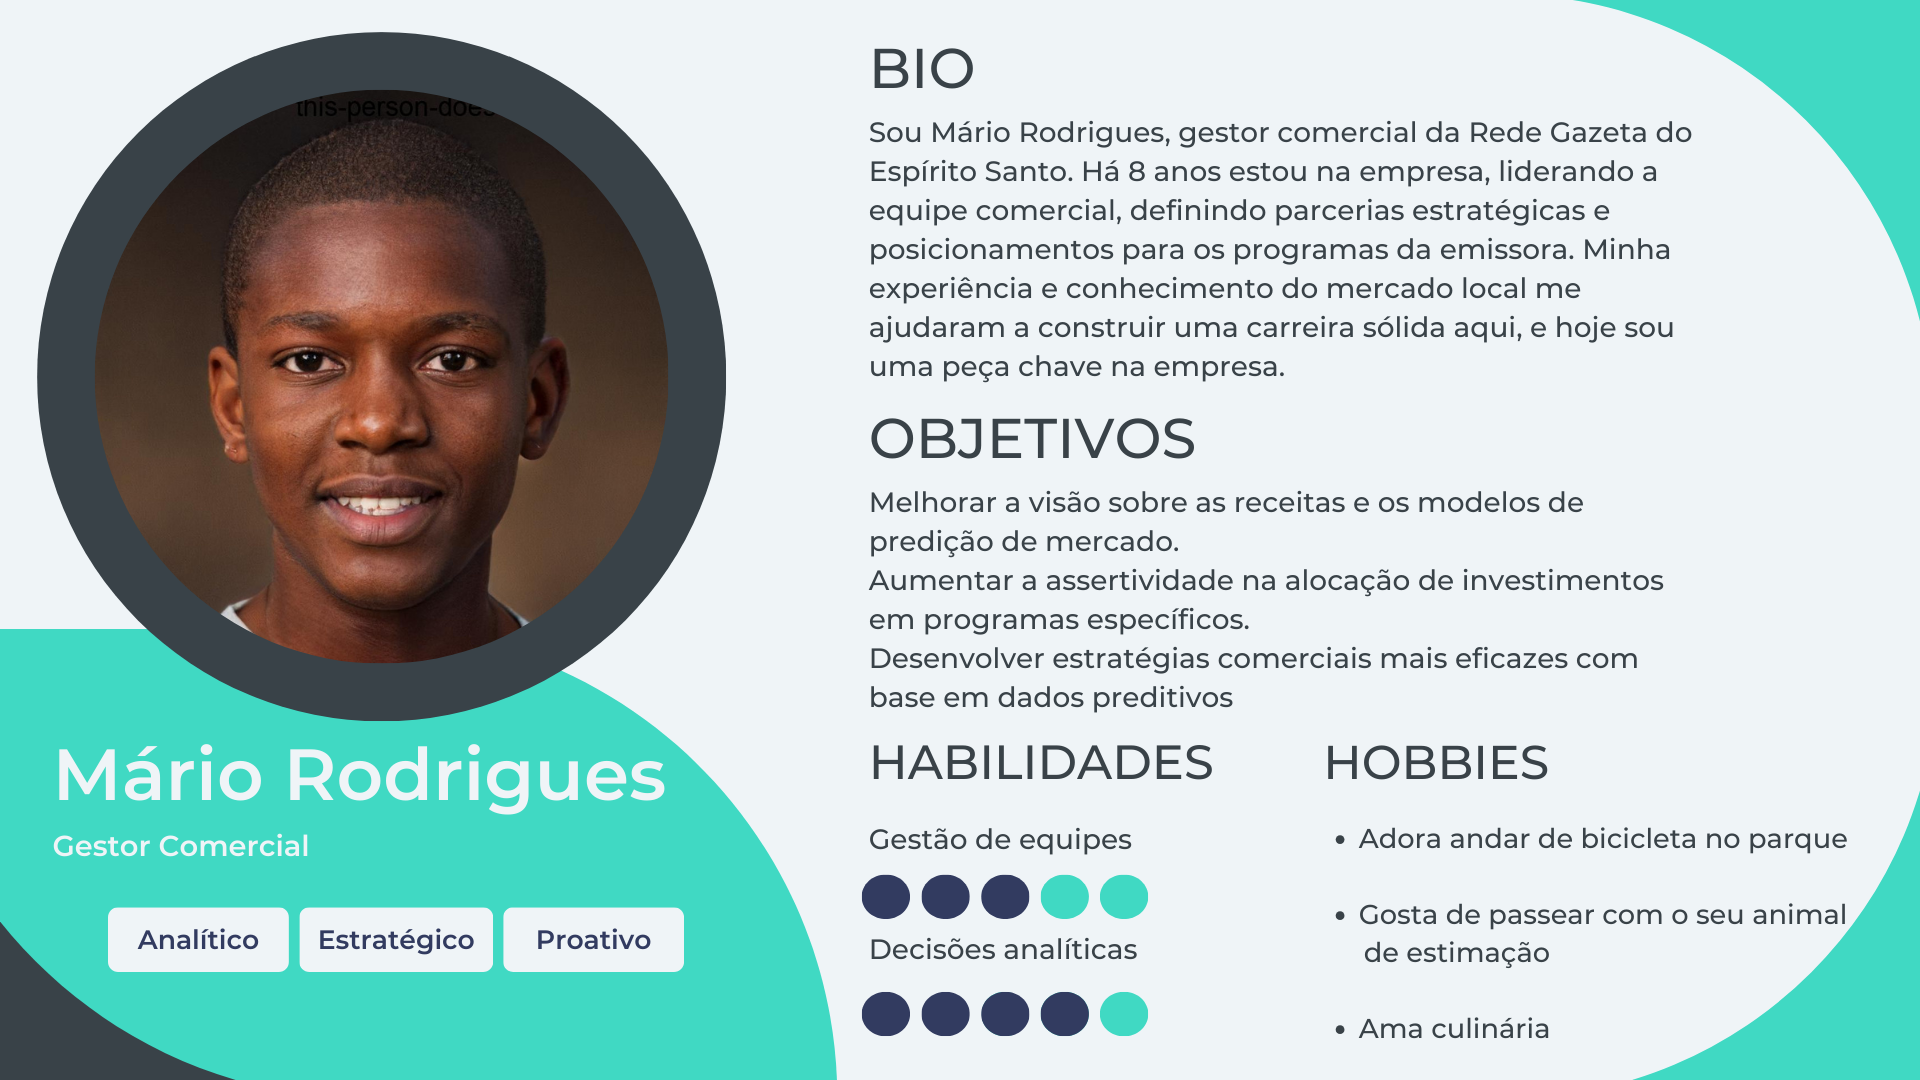 this-person-does
Mário Rodrigues
Gestor Comercial
Analítico
Estratégico
Proativo
BIO
Sou Mário Rodrigues, gestor comercial da Rede Gazeta do
Espírito Santo. Há 8 anos estou na empresa, liderando a
equipe comercial, definindo parcerias estratégicas e
posicionamentos para os programas da emissora. Minha
experiência e conhecimento do mercado local me
ajudaram a construir uma carreira sólida aqui, e hoje sou
uma peça chave na empresa.
OBJETIVOS
Melhorar a visão sobre as receitas e os modelos de
predição de mercado.
Aumentar a assertividade na alocação de investimentos
em programas específicos.
Desenvolver estratégias comerciais mais eficazes com
base em dados preditivos
HABILIDADES
Gestão de equipes
Decisões analíticas
HOBBIES
• Adora andar de bicicleta no parque
• Gosta de passear com o seu animal
de estimação
• Ama culinária